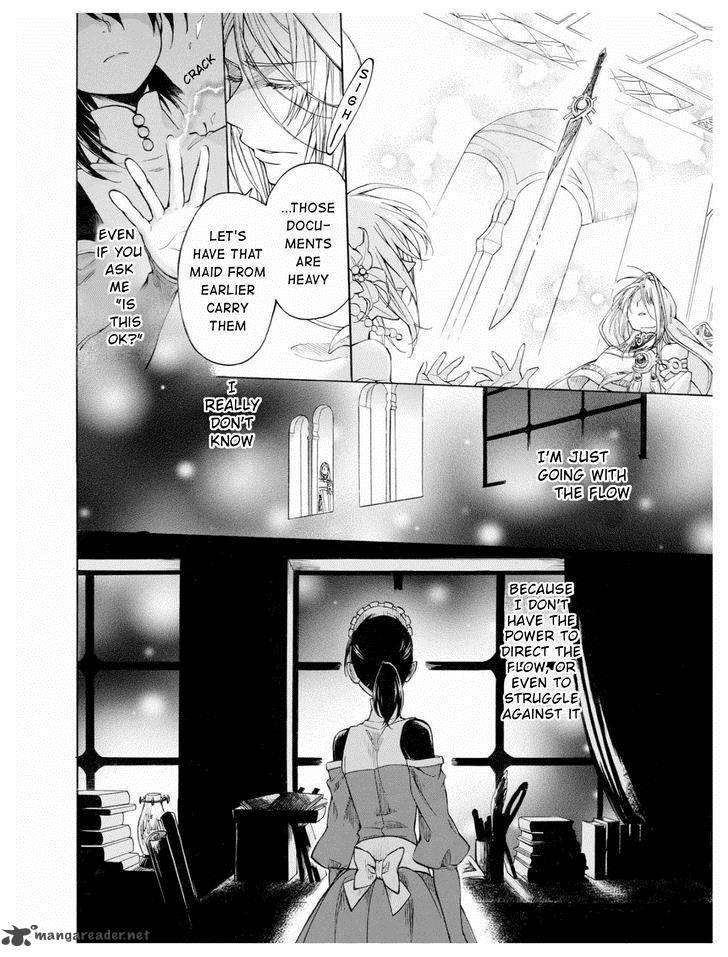 SIGH
...THOSE
DOCU-
MENTS
ARE
HEAVY
LET'S
HAVE THAT
MAID FROM
EARLIER
CARRY
THEM
CRACK
EVEN
IF YOU
ASK
ME
"IS
THIS
OK?"
I
REALLY
DON'T
KNOW
I'M JUST
GOING WITH
THE FLOW
BECAUSE
I DON'T
HAVE THE
POWER TO
DIRECT THE
FLOW, OR
EVEN TO
STRUGGLE
AGAINST IT
mangareader.net